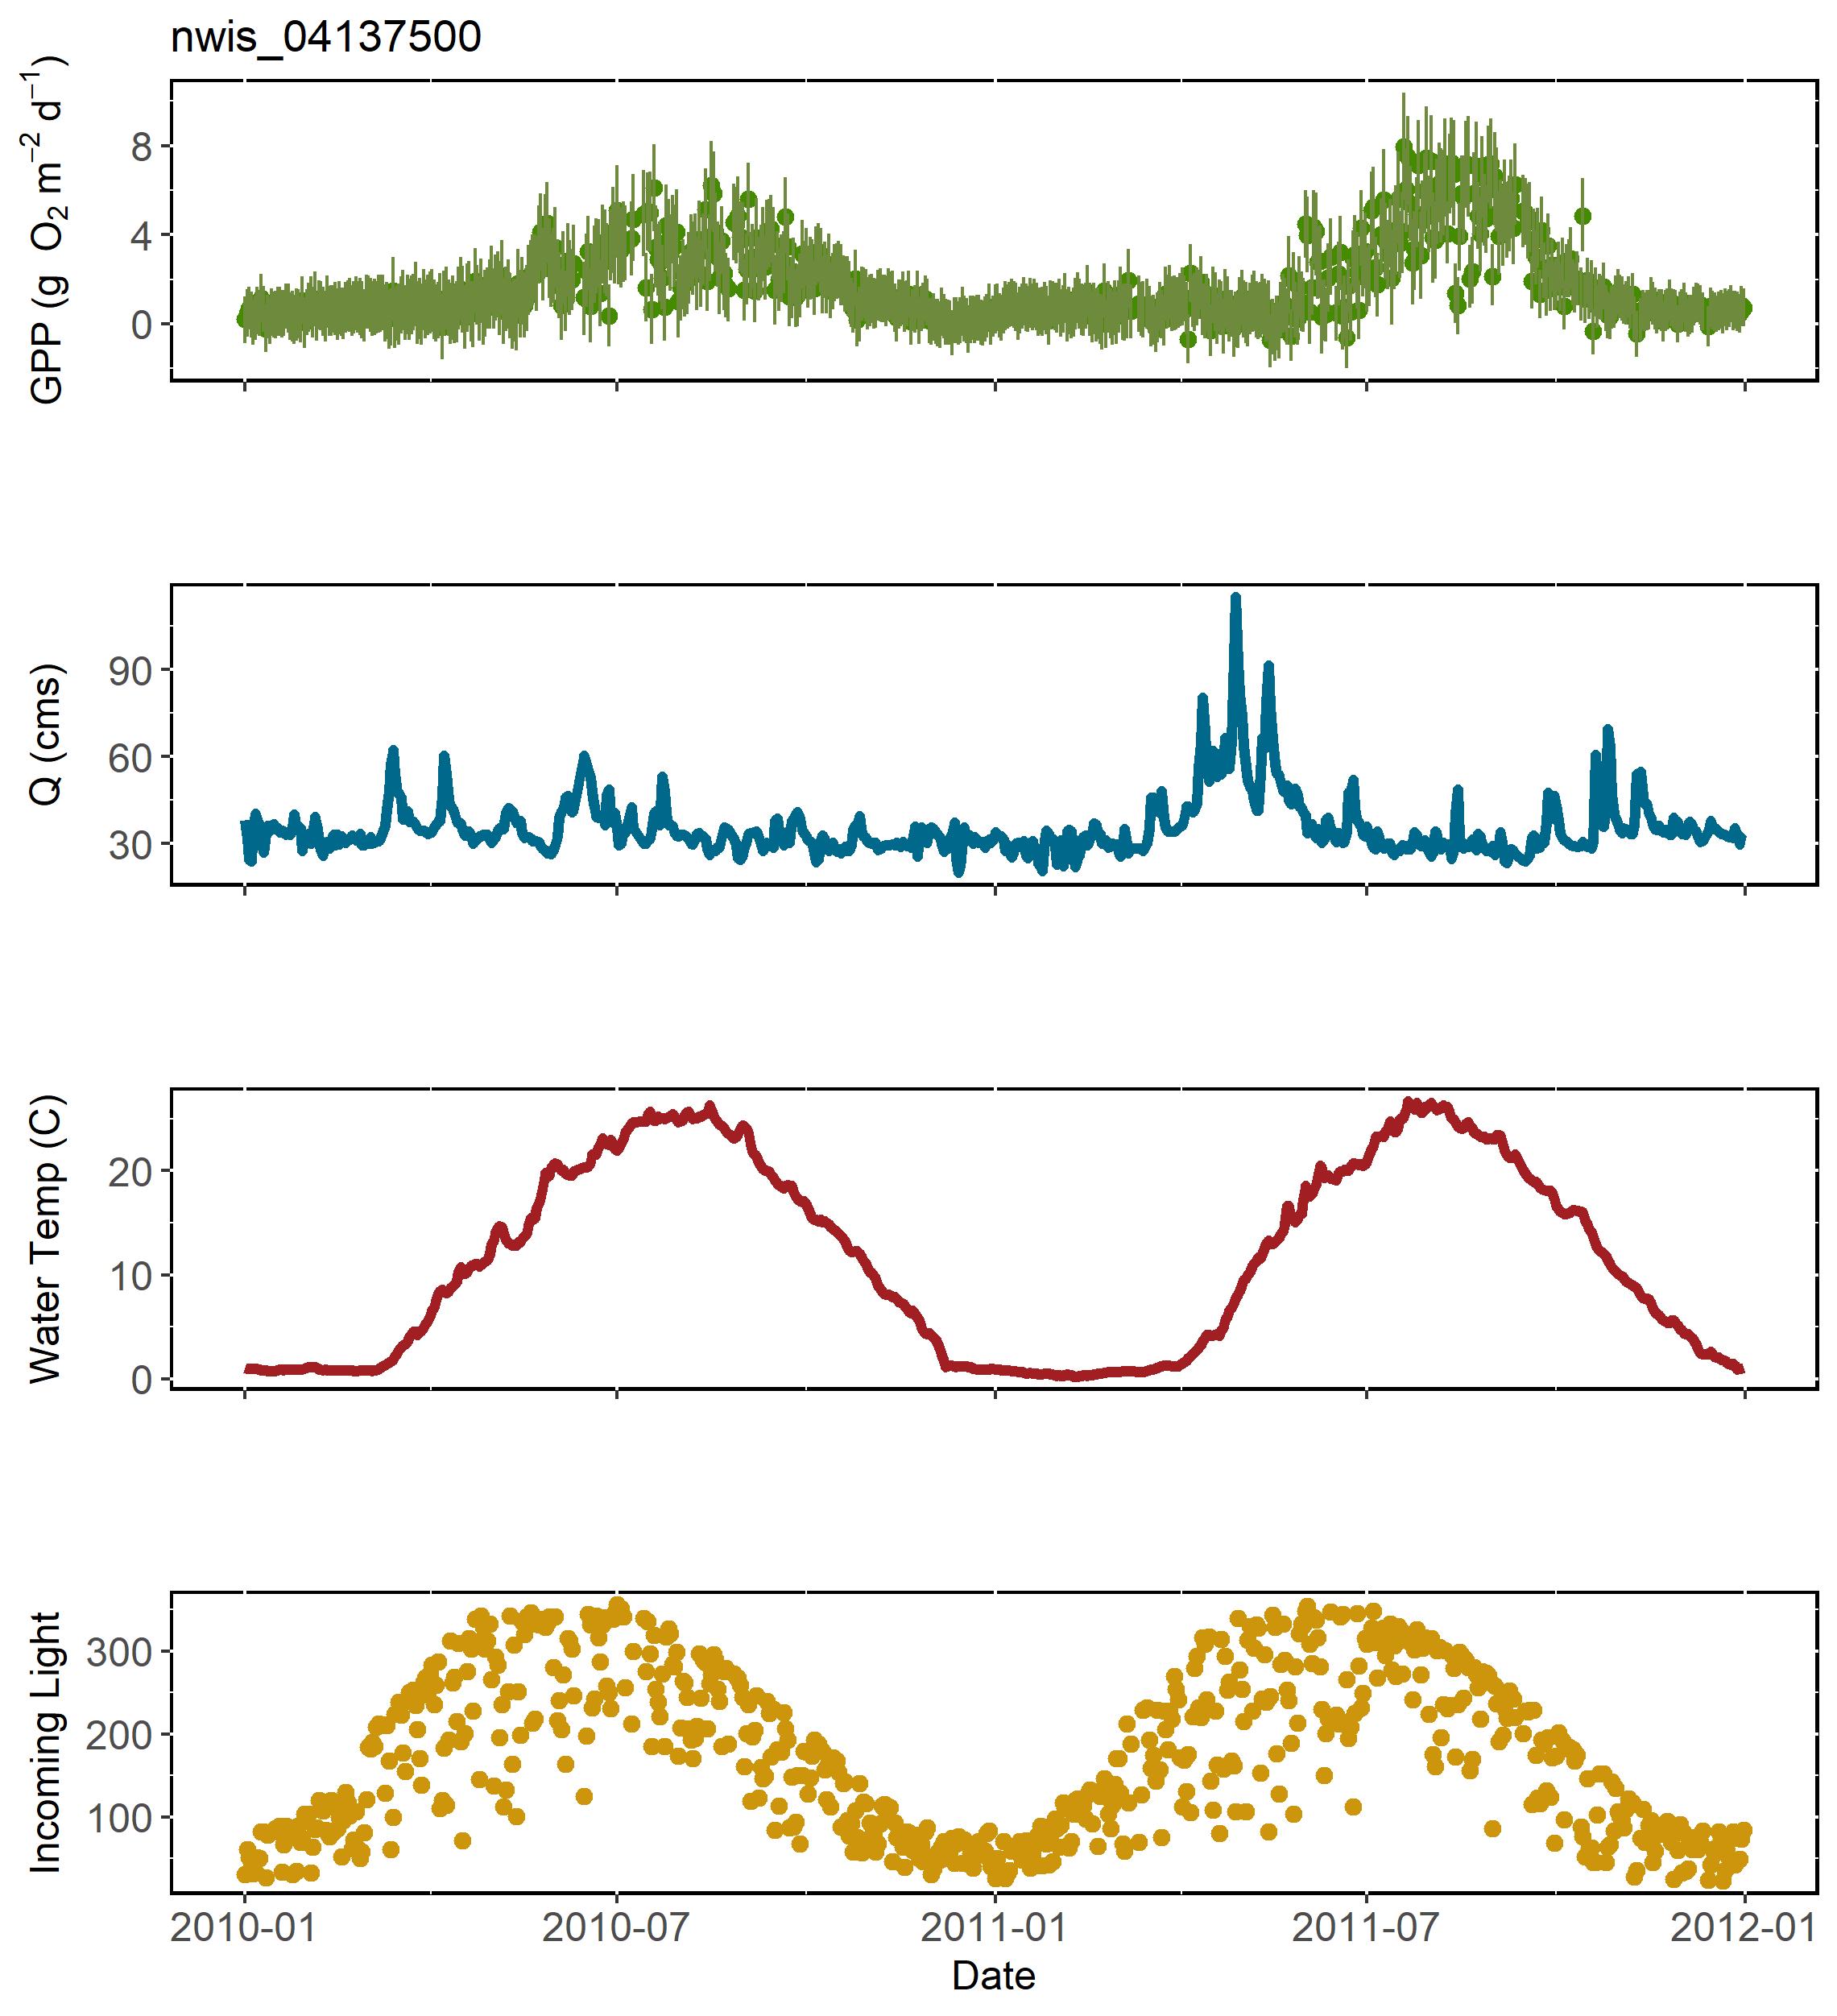 nwis_04137500
GPP (g O₂ m⁻² d⁻¹)
8
4
0
Q (cms)
90
60
30
Water Temp (C)
20
10
0
Incoming Light
300
200
100
2010-01 2010-07 2011-01 2011-07 2012-01
Date